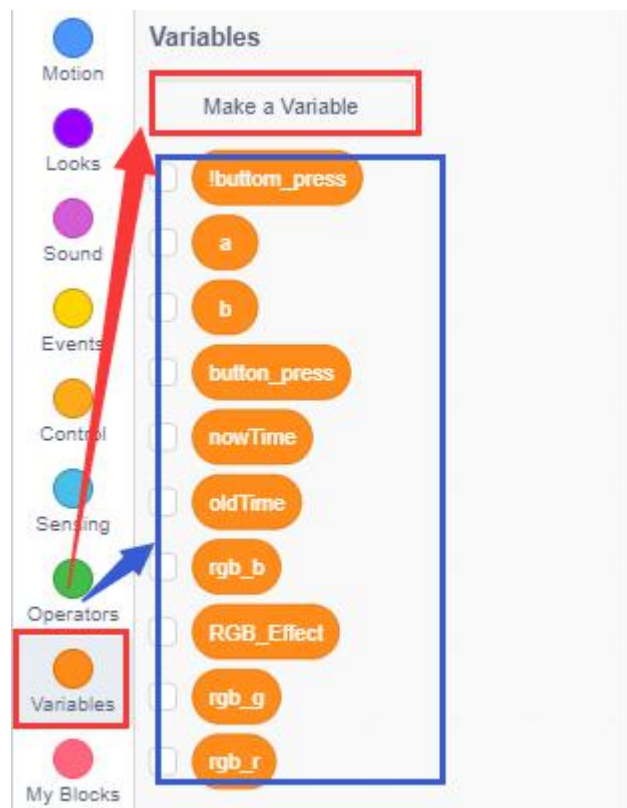 Variables
Make a Variable
!buttom_press
a
b
button_press
nowTime
oldTime
rgb_b
RGB_Effect
rgb_g
rgb_r
Motion
Looks
Sound
Events
Control
Sensing
Operators
Variables
My Blocks